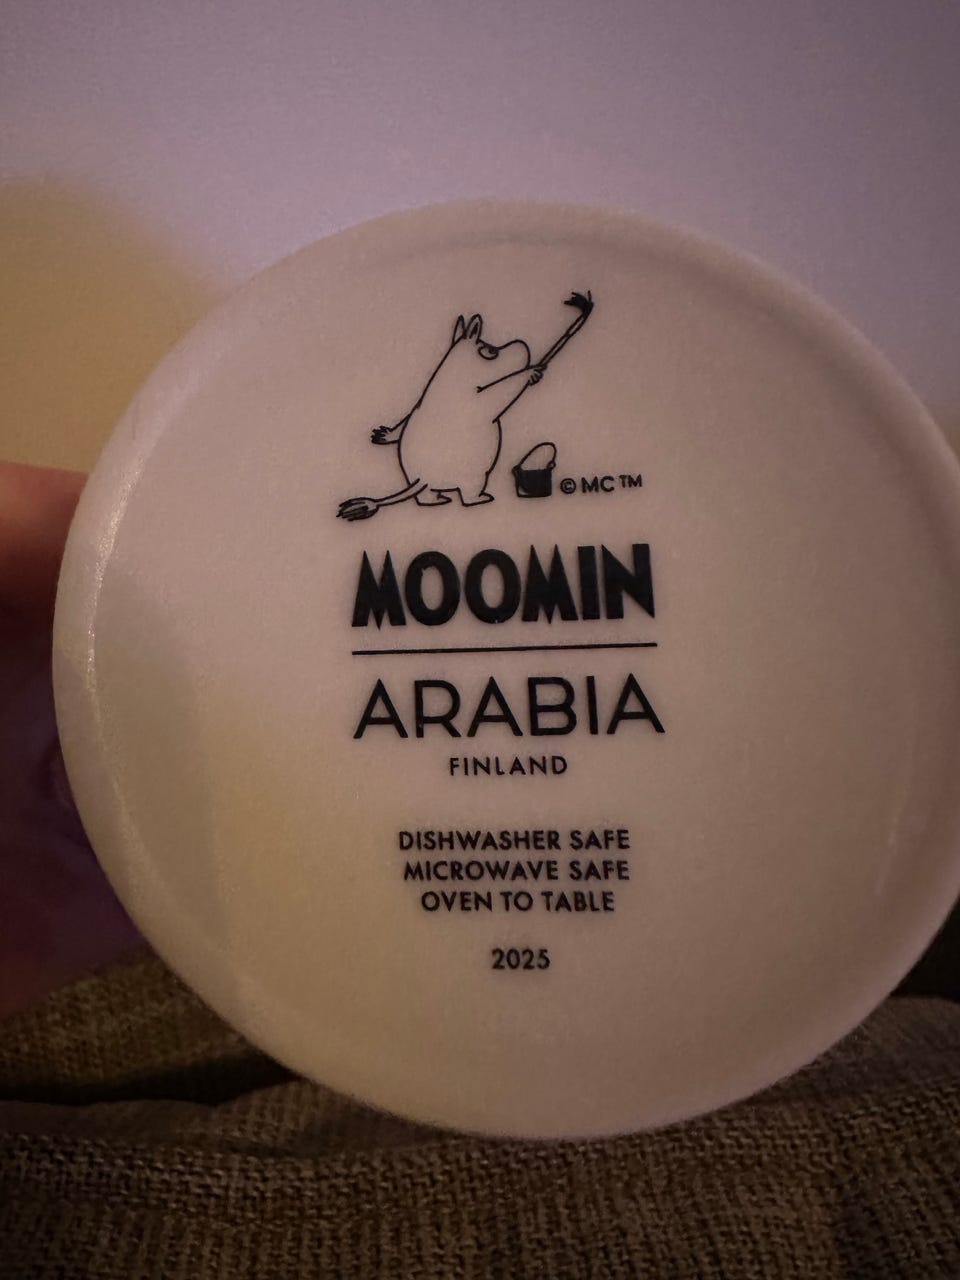 © MC ™
MOOMIN
ARABIA
FINLAND
DISHWASHER SAFE
MICROWAVE SAFE
OVEN TO TABLE
2025